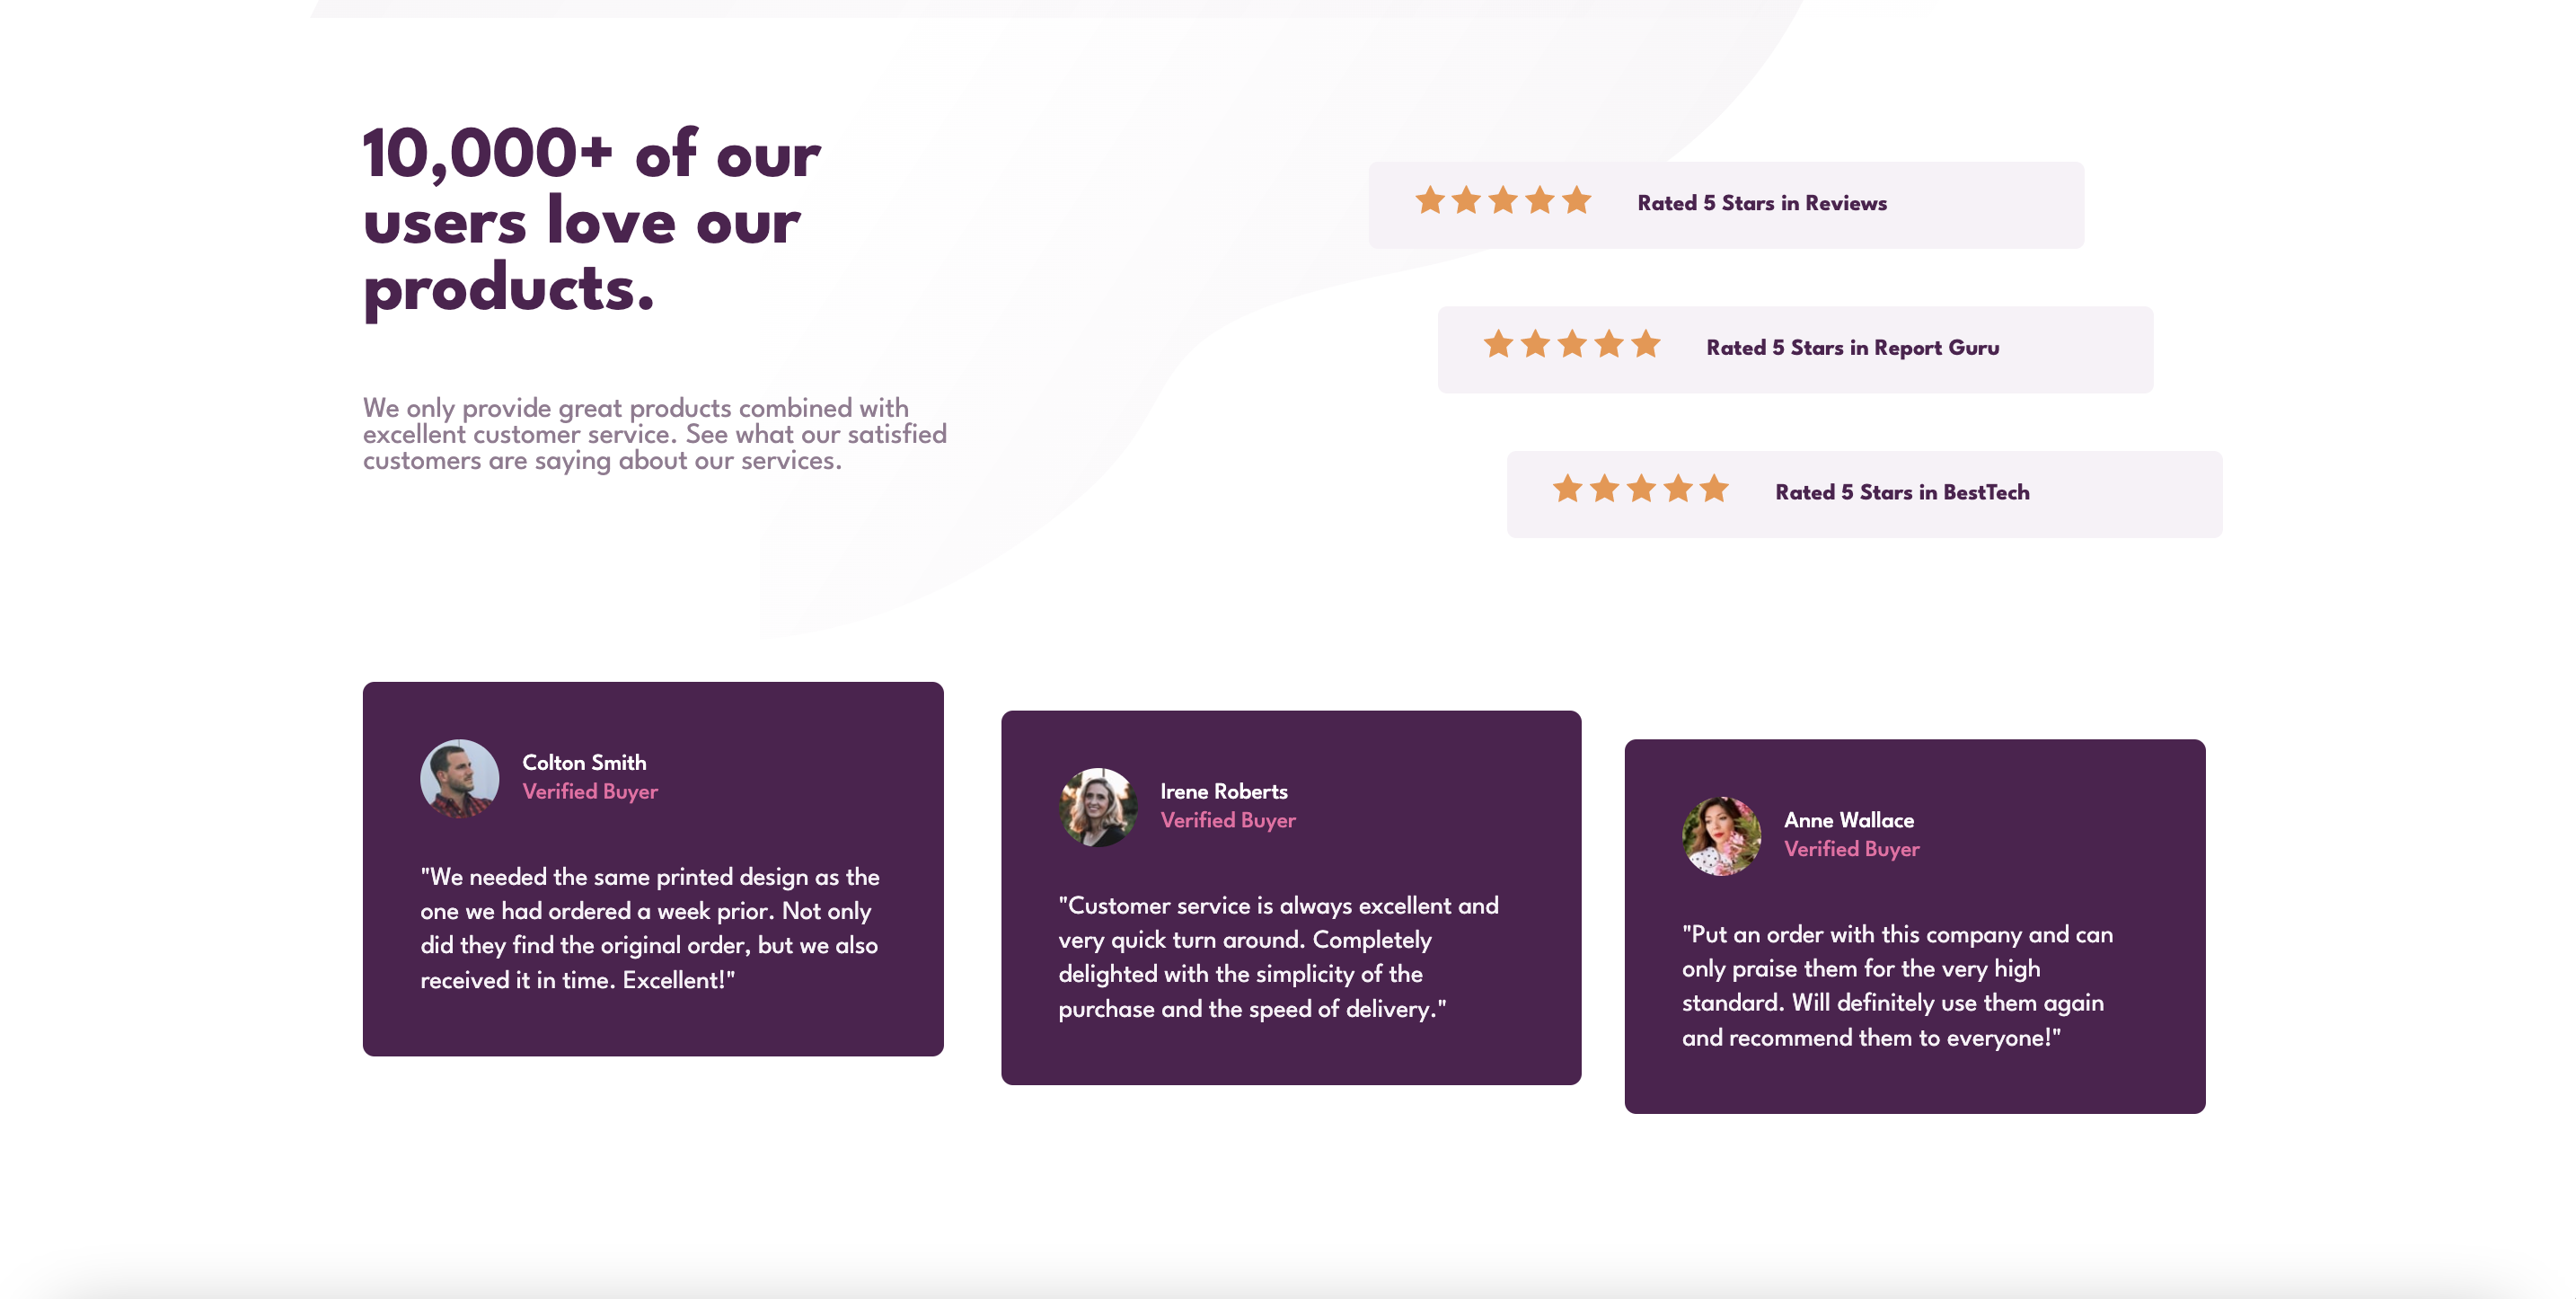 10,000+ of our
users love our
products.
We only provide great products combined with
excellent customer service. See what our satisfied
customers are saying about our services.
Rated 5 Stars in Reviews
Rated 5 Stars in Report Guru
Rated 5 Stars in BestTech
Colton Smith
Verified Buyer
"We needed the same printed design as the
one we had ordered a week prior. Not only
did they find the original order, but we also
received it in time. Excellent!"
Irene Roberts
Verified Buyer
"Customer service is always excellent and
very quick turn around. Completely
delighted with the simplicity of the
purchase and the speed of delivery."
Anne Wallace
Verified Buyer
"Put an order with this company and can
only praise them for the very high
standard. Will definitely use them again
and recommend them to everyone!"